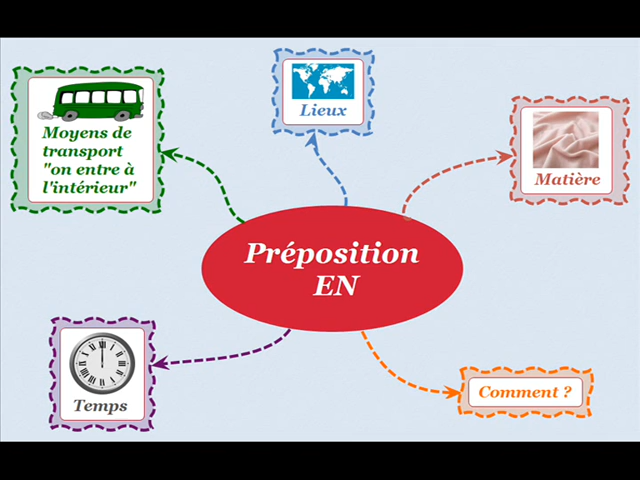 Lieux
Moyens de
transport
"on entre à
l'intérieur"
Matière
Préposition
EN
Temps
Comment ?